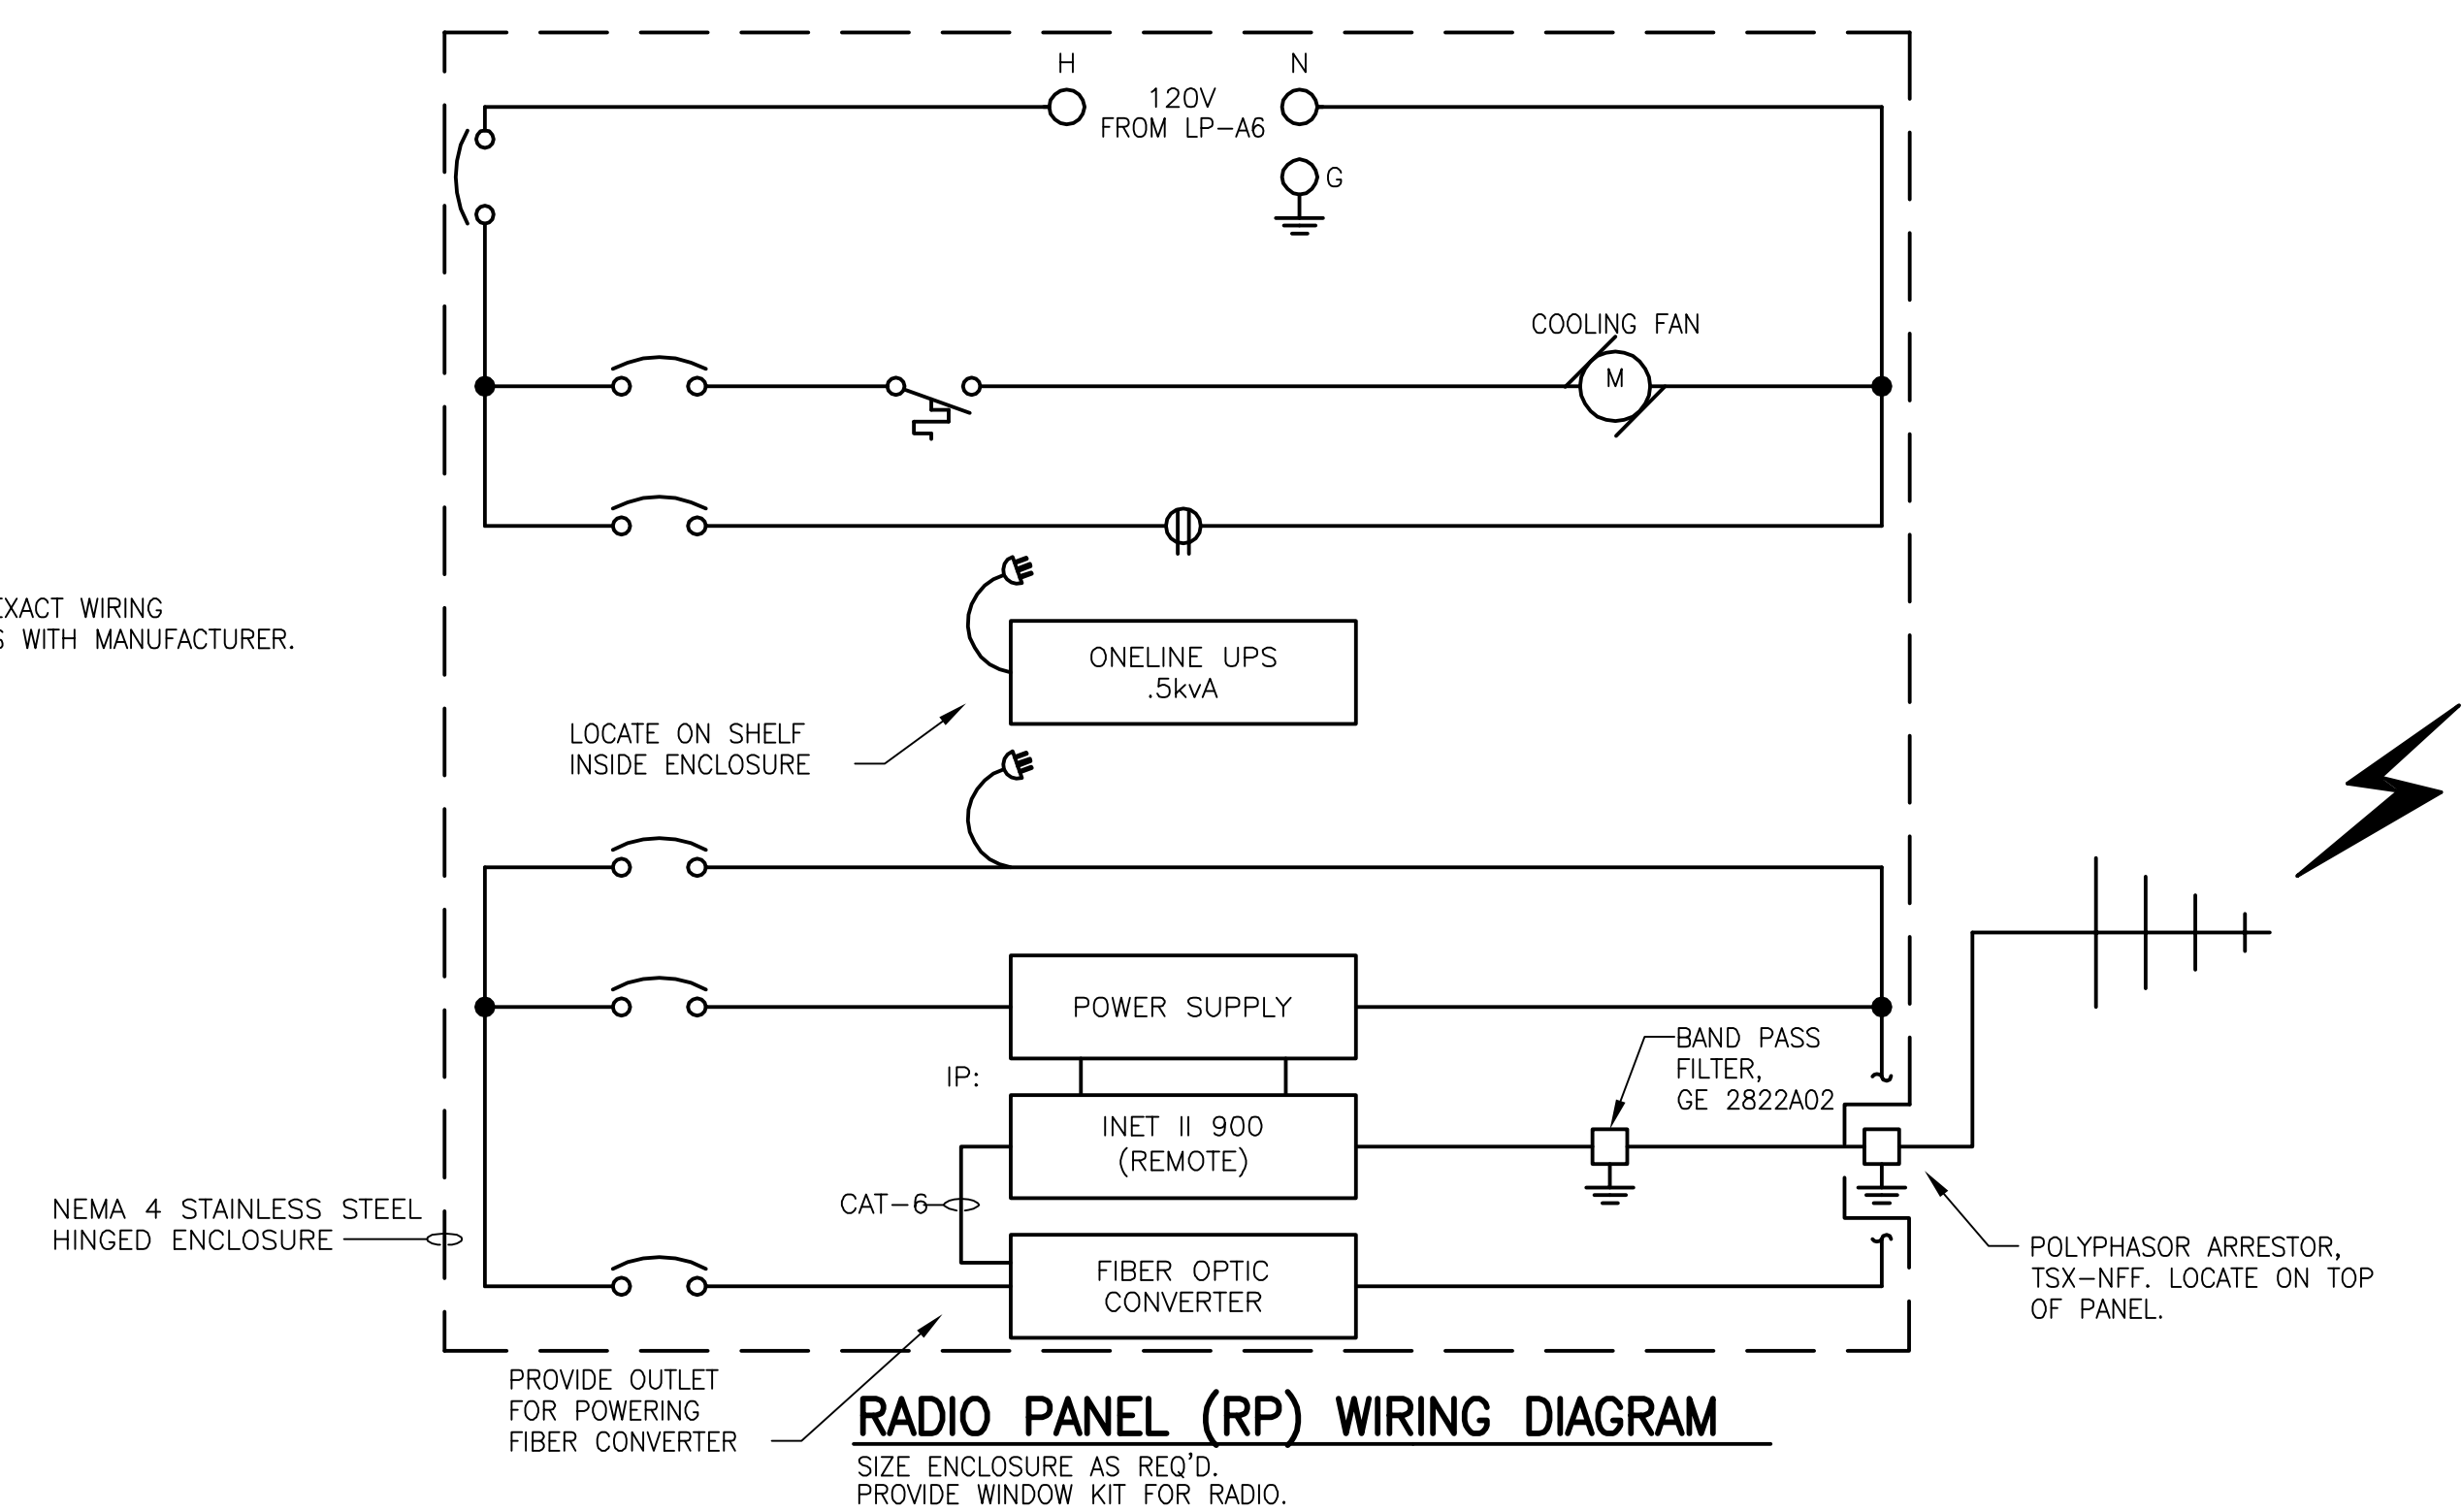 H
N
120V
FROM LP-A6
G
COOLING FAN
M
EXACT WIRING
S WITH MANUFACTURER.
ONELINE UPS
.5kvA
LOCATE ON SHELF
INSIDE ENCLOSURE
POWER SUPPLY
IP:
BAND PASS
FILTER,
GE 2822A02
INET II 900
(REMOTE)
CAT-6
NEMA 4 STAINLESS STEEL
HINGED ENCLOSURE
FIBER OPTIC
CONVERTER
POLYPHASOR ARRESTOR,
TSX-NFF. LOCATE ON TOP
OF PANEL.
PROVIDE OUTLET
FOR POWERING
FIBER CONVERTER
RADIO PANEL (RP) WIRING DIAGRAM
SIZE ENCLOSURE AS REQ'D.
PROVIDE WINDOW KIT FOR RADIO.